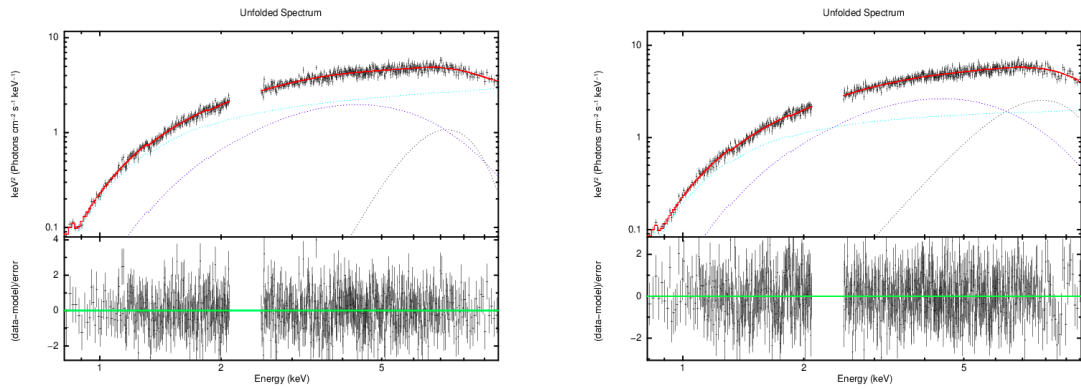 Unfolded Spectrum
10
1
0.1
keV² (Photons cm⁻² s⁻¹ keV⁻¹)
4
2
0
−2
(data−model)/error
1
2
5
Energy (keV)
Unfolded Spectrum
10
1
0.1
keV² (Photons cm⁻² s⁻¹ keV⁻¹)
2
0
−2
(data−model)/error
1
2
5
Energy (keV)